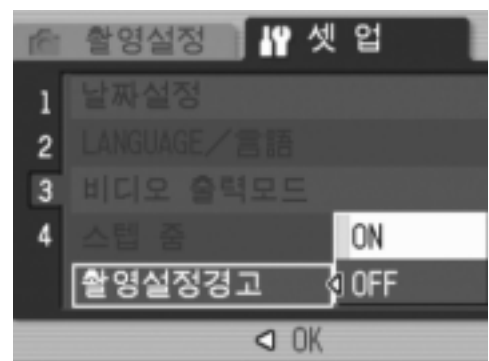 촬영설정 셋 업
1 날짜설정
2 LANGUAGE/言語
3 비디오 출력모드
4 스텝 줌 ON
촬영설정경고 OFF
OK